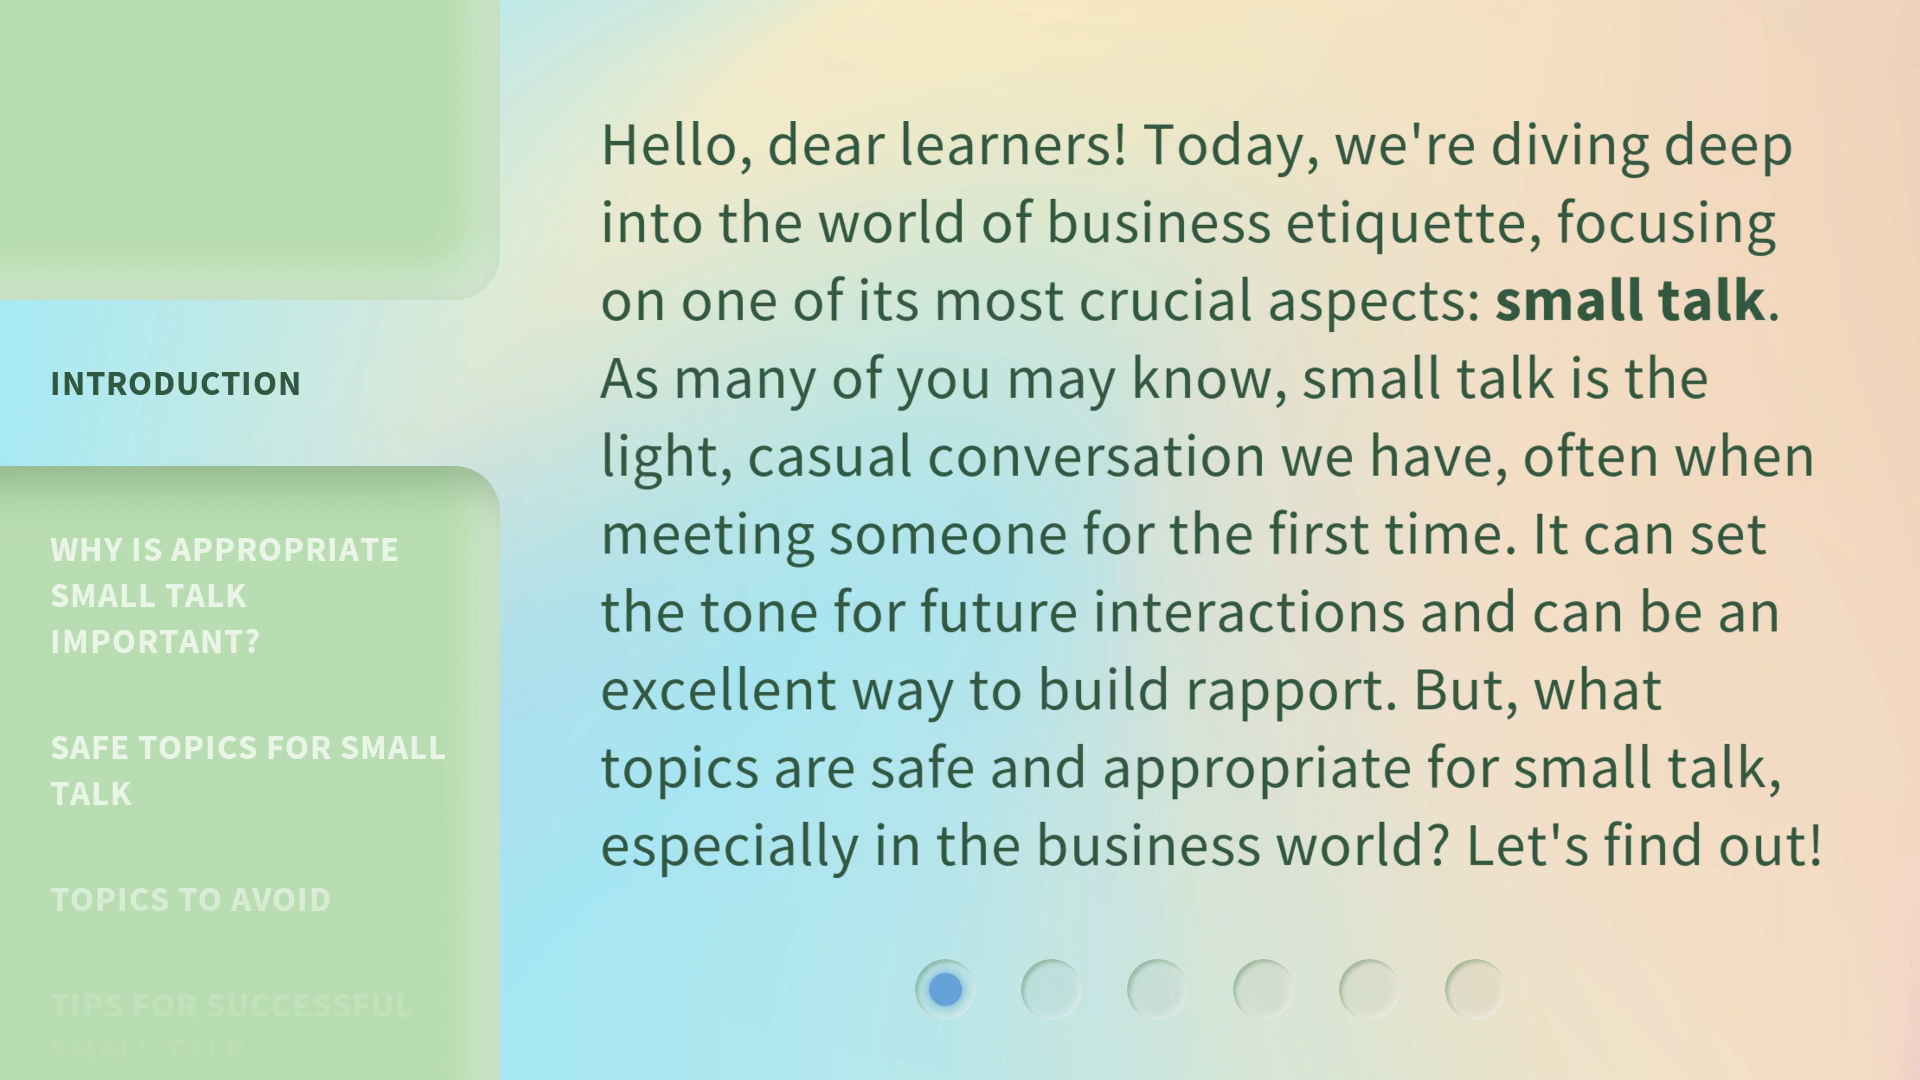 INTRODUCTION
WHY IS APPROPRIATE
SMALL TALK
IMPORTANT?
SAFE TOPICS FOR SMALL
TALK
TOPICS TO AVOID
TIPS FOR SUCCESSFUL
SMALL TALK
Hello, dear learners! Today, we're diving deep
into the world of business etiquette, focusing
on one of its most crucial aspects: small talk.
As many of you may know, small talk is the
light, casual conversation we have, often when
meeting someone for the first time. It can set
the tone for future interactions and can be an
excellent way to build rapport. But, what
topics are safe and appropriate for small talk,
especially in the business world? Let's find out!